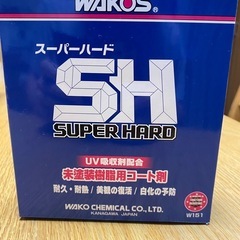 WAKO'S
スーパーハード
SH
SUPER HARD
UV吸収剤配合
未塗装樹脂用コート剤
耐久・耐熱/美観の復活/白化の予防
WAKO CHEMICAL CO., LTD.
KANAGAWA JAPAN
W151